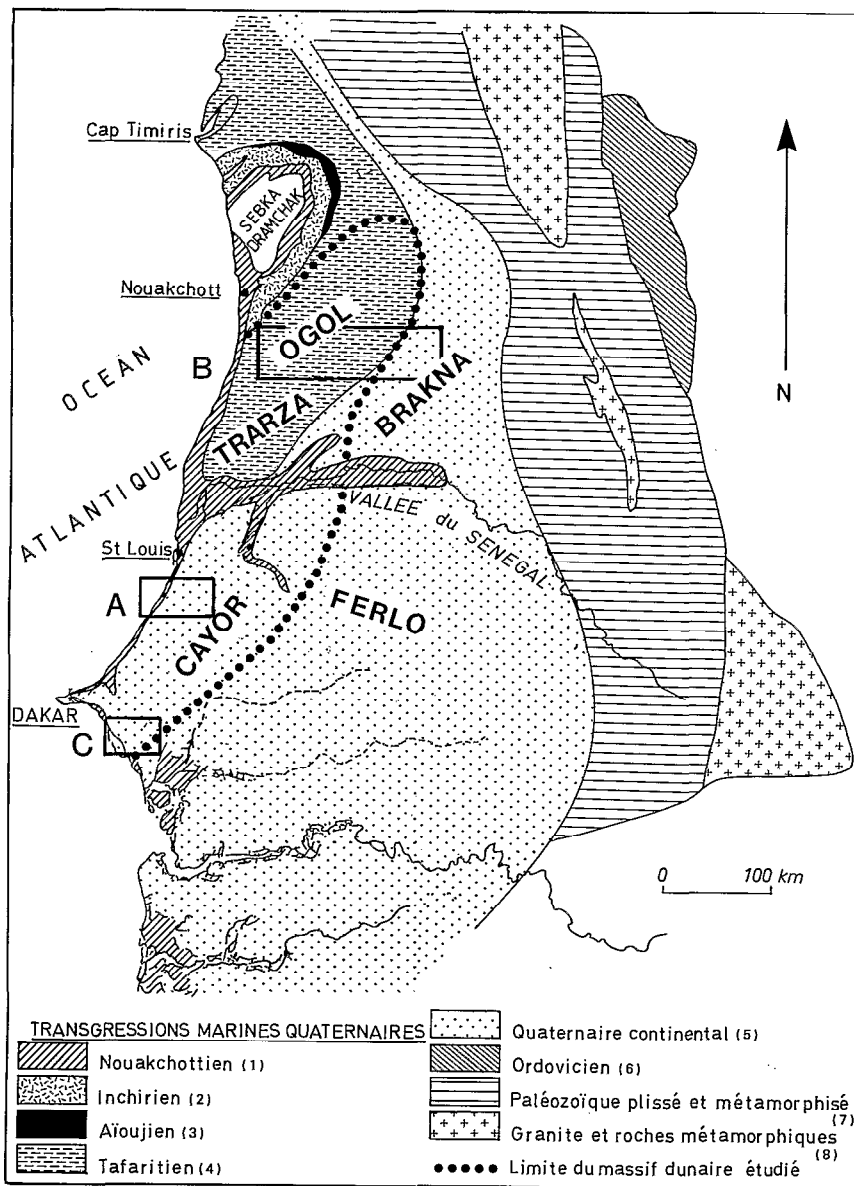 Cap Timiris
SEBKA
DRAMCHAK
Nouakchott
OCEAN
ATLANTIQUE
B
OGOL
TRARZA
BRAKNA
N
VALLEE du SENEGAL
St Louis
A
CAYOR
FERLO
DAKAR
C
0 100 km
TRANSGRESSIONS MARINES QUATERNAIRES
Nouakchottien (1)
Inchirien (2)
Aïoujien (3)
Tafaritien (4)
Quaternaire continental (5)
Ordovicien (6)
Paléozoïque plissé et métamorphisé (7)
Granite et roches métamorphiques (8)
Limite du massif dunaire étudié